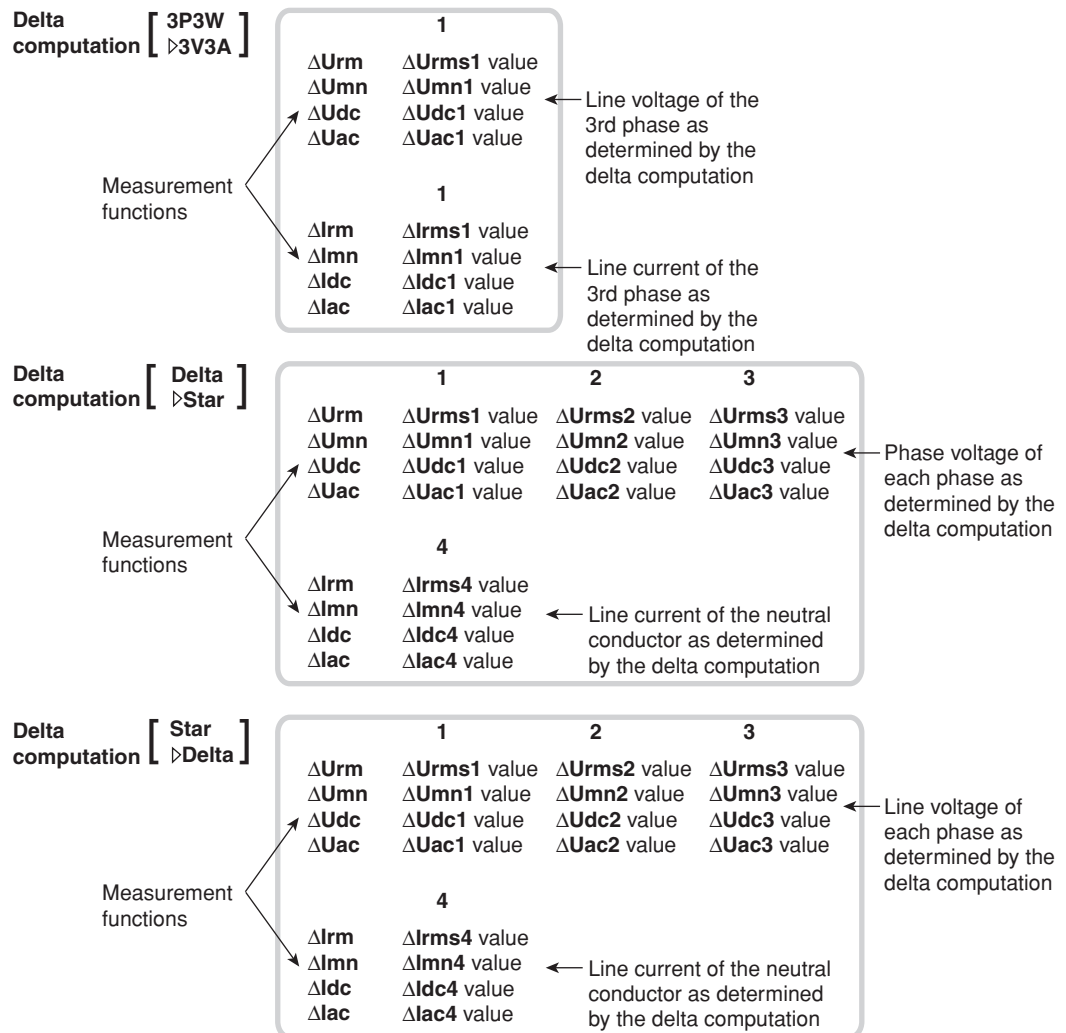 Delta computation [ 3P3W ▷3V3A ]
1
ΔUrm ΔUrms1 value
ΔUmn ΔUmn1 value
ΔUdc ΔUdc1 value
ΔUac ΔUac1 value
Line voltage of the
3rd phase as
determined by the
delta computation
Measurement
functions
1
ΔIrm ΔIrms1 value
ΔImn ΔImn1 value
ΔIdc ΔIdc1 value
ΔIac ΔIac1 value
Line current of the
3rd phase as
determined by the
delta computation
Delta computation [ Delta ▷Star ]
1 2 3
ΔUrm ΔUrms1 value ΔUrms2 value ΔUrms3 value
ΔUmn ΔUmn1 value ΔUmn2 value ΔUmn3 value
ΔUdc ΔUdc1 value ΔUdc2 value ΔUdc3 value
ΔUac ΔUac1 value ΔUac2 value ΔUac3 value
Phase voltage of
each phase as
determined by the
delta computation
Measurement
functions
4
ΔIrm ΔIrms4 value
ΔImn ΔImn4 value
ΔIdc ΔIdc4 value
ΔIac ΔIac4 value
Line current of the neutral
conductor as determined
by the delta computation
Delta computation [ Star ▷Delta ]
1 2 3
ΔUrm ΔUrms1 value ΔUrms2 value ΔUrms3 value
ΔUmn ΔUmn1 value ΔUmn2 value ΔUmn3 value
ΔUdc ΔUdc1 value ΔUdc2 value ΔUdc3 value
ΔUac ΔUac1 value ΔUac2 value ΔUac3 value
Line voltage of
each phase as
determined by the
delta computation
Measurement
functions
4
ΔIrm ΔIrms4 value
ΔImn ΔImn4 value
ΔIdc ΔIdc4 value
ΔIac ΔIac4 value
Line current of the neutral
conductor as determined
by the delta computation